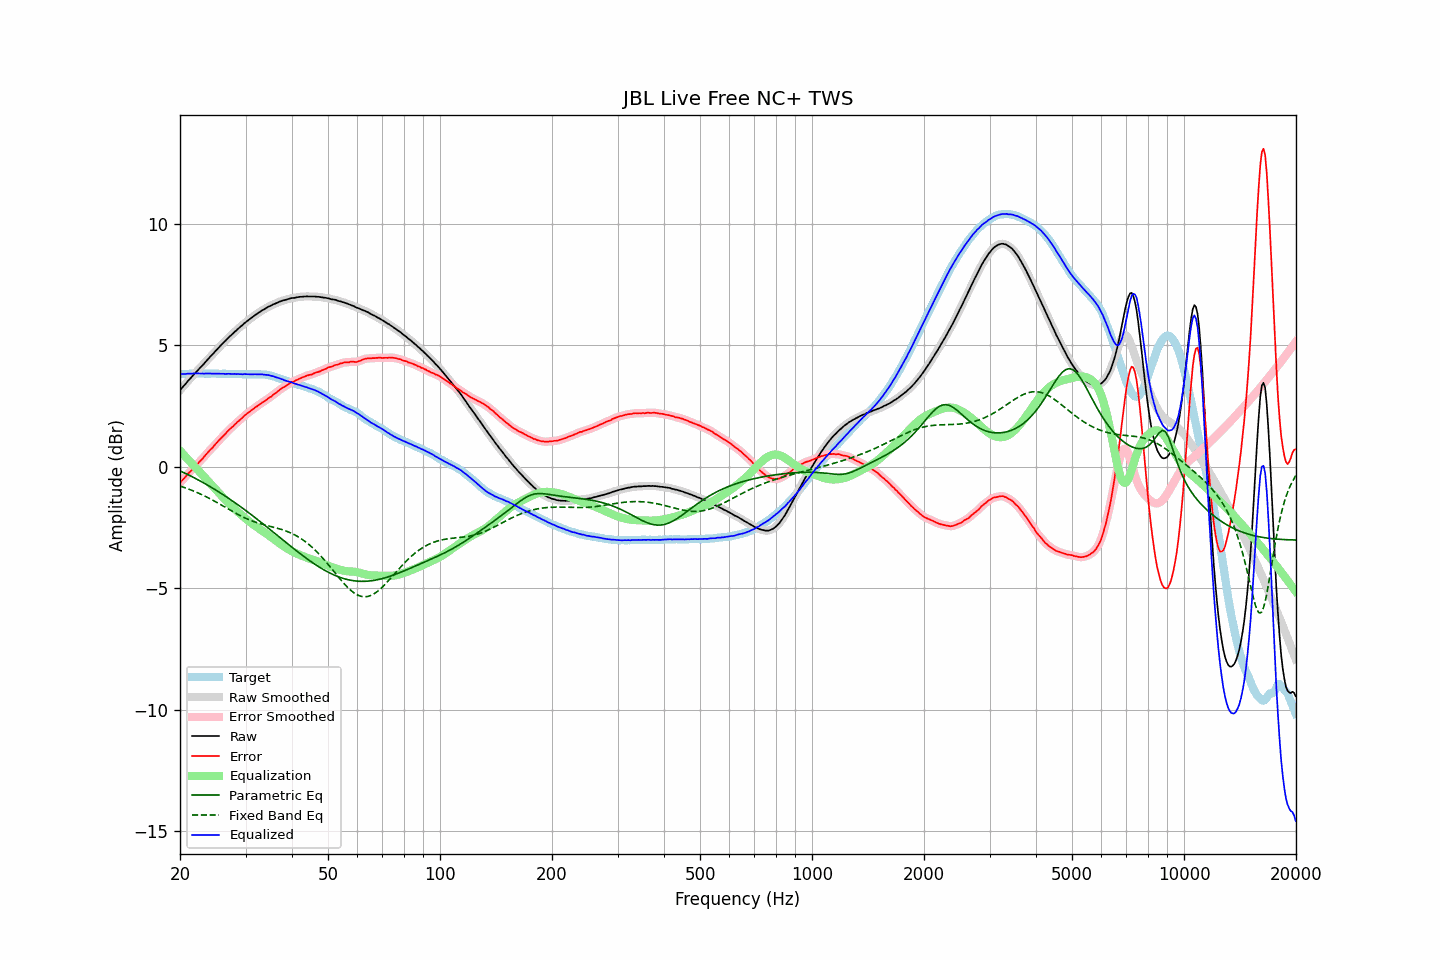 JBL Live Free NC+ TWS
Amplitude (dBr)
10
5
0
−5
−10
−15
Target
Raw Smoothed
Error Smoothed
Raw
Error
Equalization
Parametric Eq
Fixed Band Eq
Equalized
20 50 100 200 500 1000 2000 5000 10000 20000
Frequency (Hz)